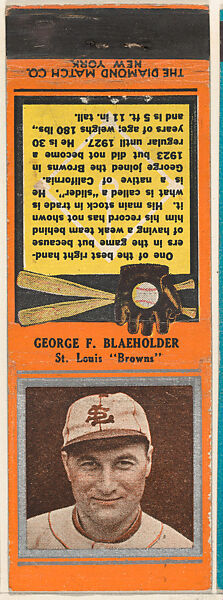 THE DIAMOND MATCH CO.
NEW YORK
One of the best right hand-
ers in the game but because
of having a weak team behind
him his record has not shown
it. His main stock in trade is
what is called a "slider". He
is a native of California.
George joined the Browns in
1923 but did not become a
regular until 1927. He is 30
years of age; weighs 180 lbs.,
and is 5 ft. 11 in. tall.
GEORGE F. BLAEHOLDER
St. Louis "Browns"
StL